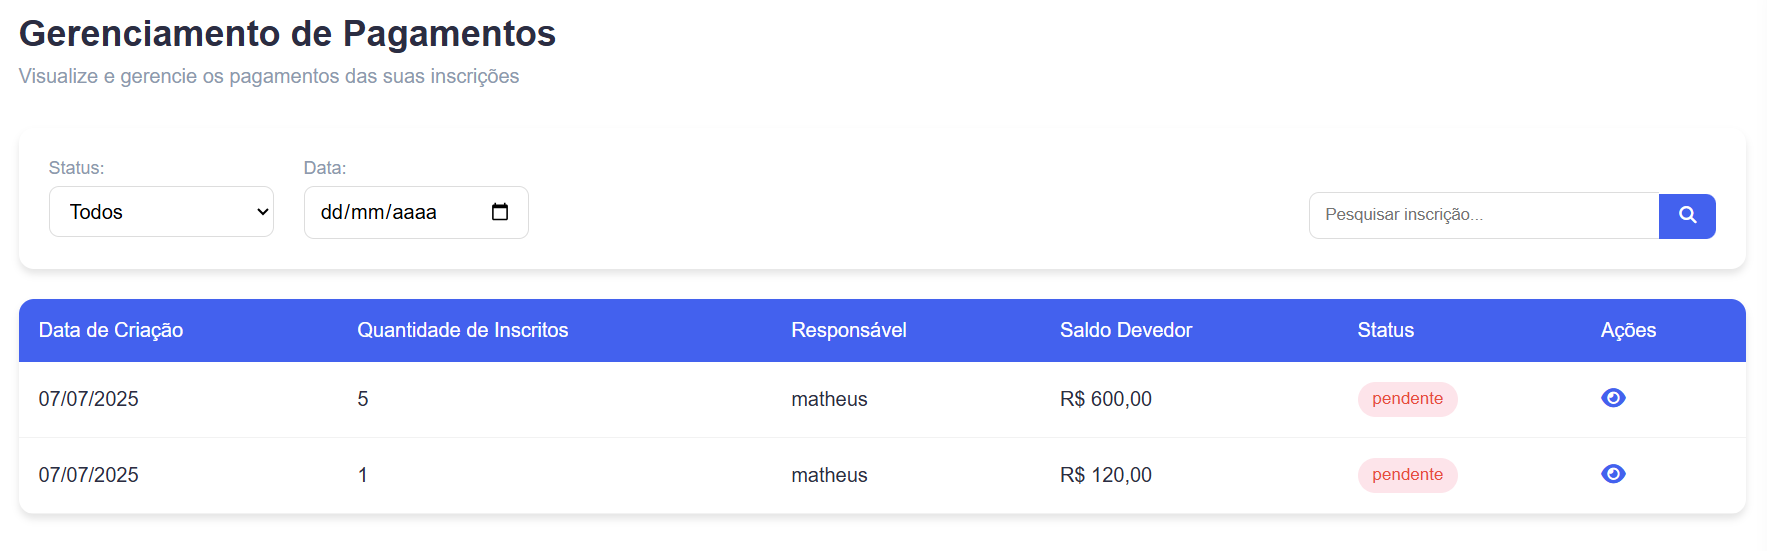 Gerenciamento de Pagamentos
Visualize e gerencie os pagamentos das suas inscrições
Status: Data:
Todos dd/mm/aaaa Pesquisar inscrição...
Data de Criação Quantidade de Inscritos Responsável Saldo Devedor Status Ações
07/07/2025 5 matheus R$ 600,00 pendente
07/07/2025 1 matheus R$ 120,00 pendente